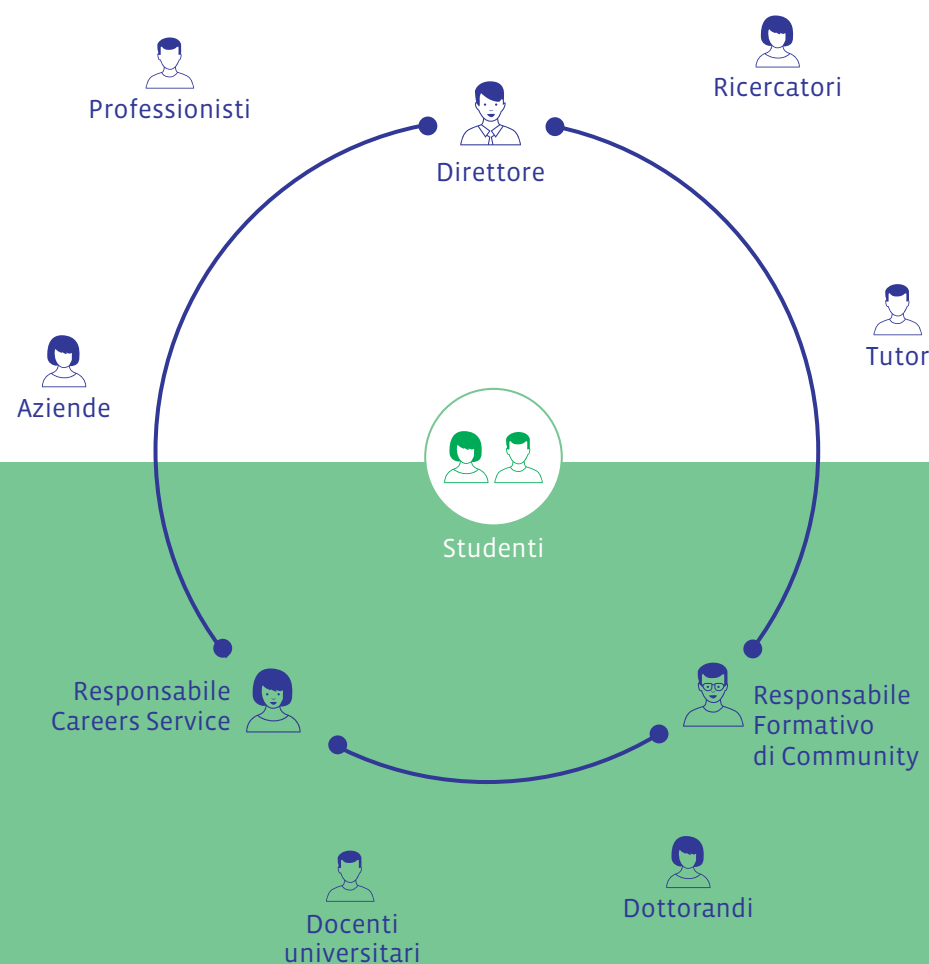 Ricercatori
Professionisti
Direttore
Tutor
Aziende
Studenti
Responsabile
Careers Service
Responsabile
Formativo
di Community
Dottorandi
Docenti
universitari